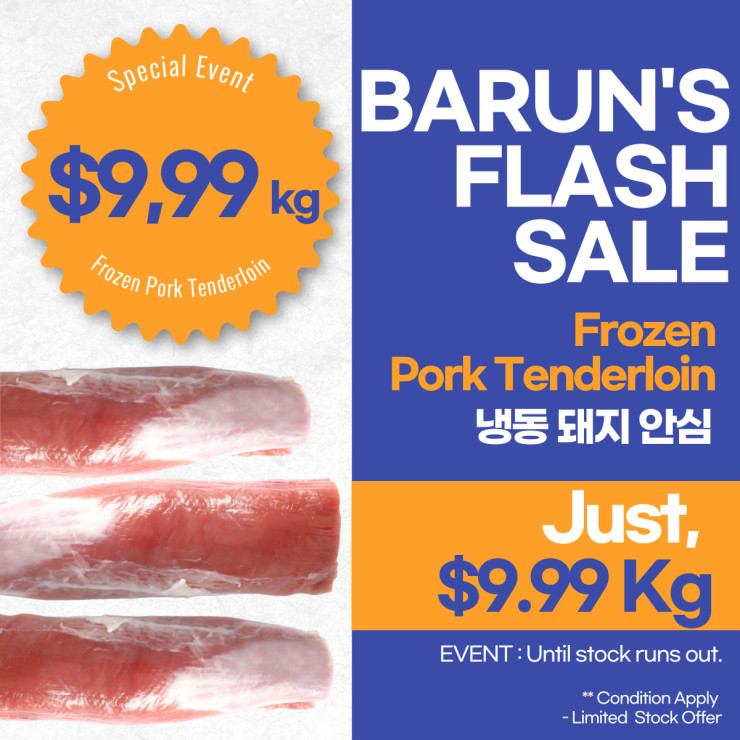 Special Event
$9,99 kg
Frozen Pork Tenderloin
BARUN'S
FLASH
SALE
Frozen
Pork Tenderloin
냉동 돼지 안심
Just,
$9.99 Kg
EVENT : Until stock runs out.
** Condition Apply
- Limited Stock Offer